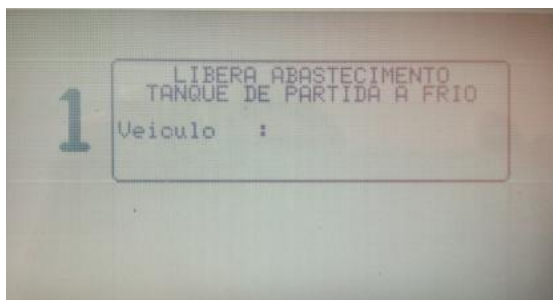 LIBERA ABASTECIMENTO
TANQUE DE PARTIDA A FRIO
1
Veiculo :